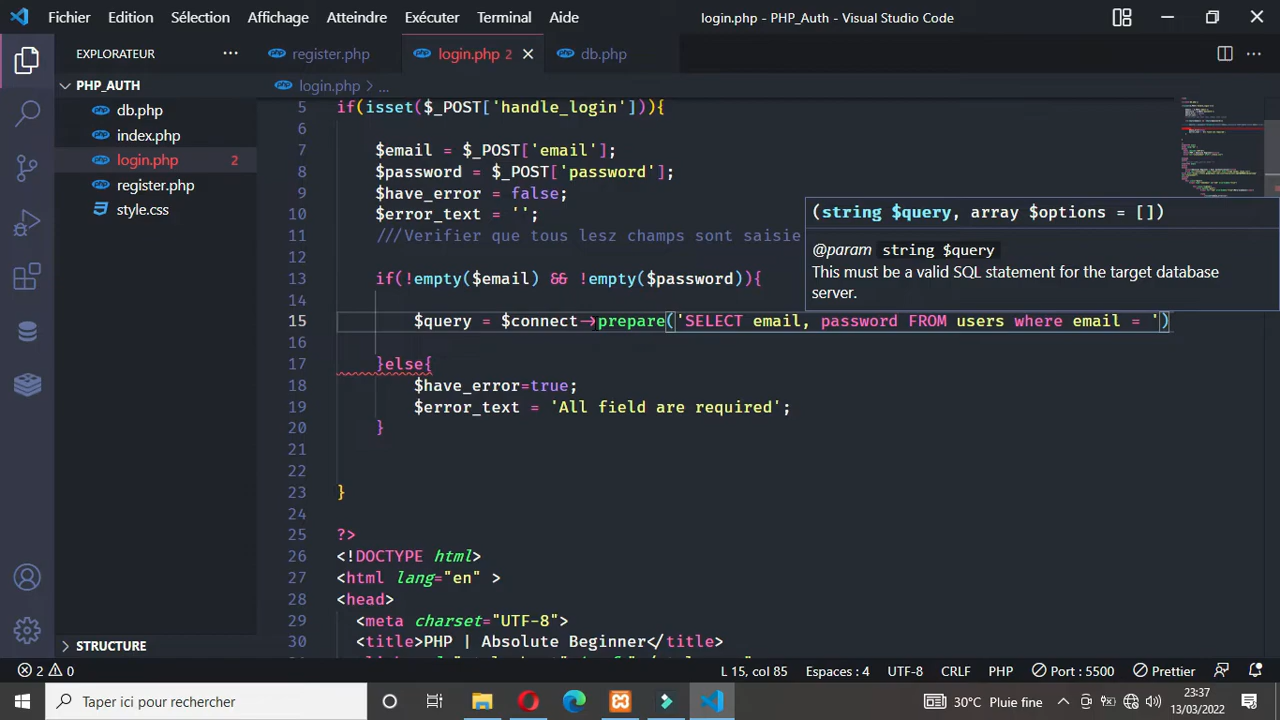 Fichier Edition Sélection Affichage Atteindre Exécuter Terminal Aide login.php - PHP_Auth - Visual Studio Code
EXPLORATEUR ··· register.php login.php 2 × db.php ···
PHP_AUTH login.php > ...
db.php
index.php
login.php 2
register.php
style.css
STRUCTURE
5 if(isset($_POST['handle_login'])){
6
7 $email = $_POST['email'];
8 $password = $_POST['password'];
9 $have_error = false;
10 $error_text = '';
11 ///Verifier que tous lesz champs sont saisie
12
13 if(!empty($email) && !empty($password)){
14
15 $query = $connect->prepare('SELECT email, password FROM users where email = ')
16
17 }else{
18 $have_error=true;
19 $error_text = 'All field are required';
20 }
21
22
23 }
25 ?>
26 <!DOCTYPE html>
27 <html lang="en" >
28 <head>
29 <meta charset="UTF-8">
30 <title>PHP | Absolute Beginner</title>
(string $query, array $options = [])
@param string $query
This must be a valid SQL statement for the target database
server.
2 0 L 15, col 85 Espaces : 4 UTF-8 CRLF PHP Port : 5500 Prettier
Taper ici pour rechercher 30°C Pluie fine 23:37
13/03/2022